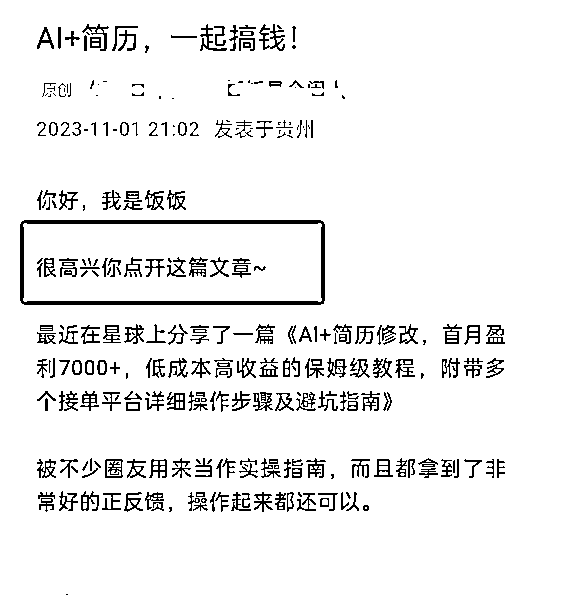 AI+简历，一起搞钱！
原创
2023-11-01 21:02 发表于贵州
你好，我是饭饭
很高兴你点开这篇文章~
最近在星球上分享了一篇《AI+简历修改，首月盈
利7000+，低成本高收益的保姆级教程，附带多
个接单平台详细操作步骤及避坑指南》
被不少圈友用来当作实操指南，而且都拿到了非
常好的正反馈，操作起来都还可以。